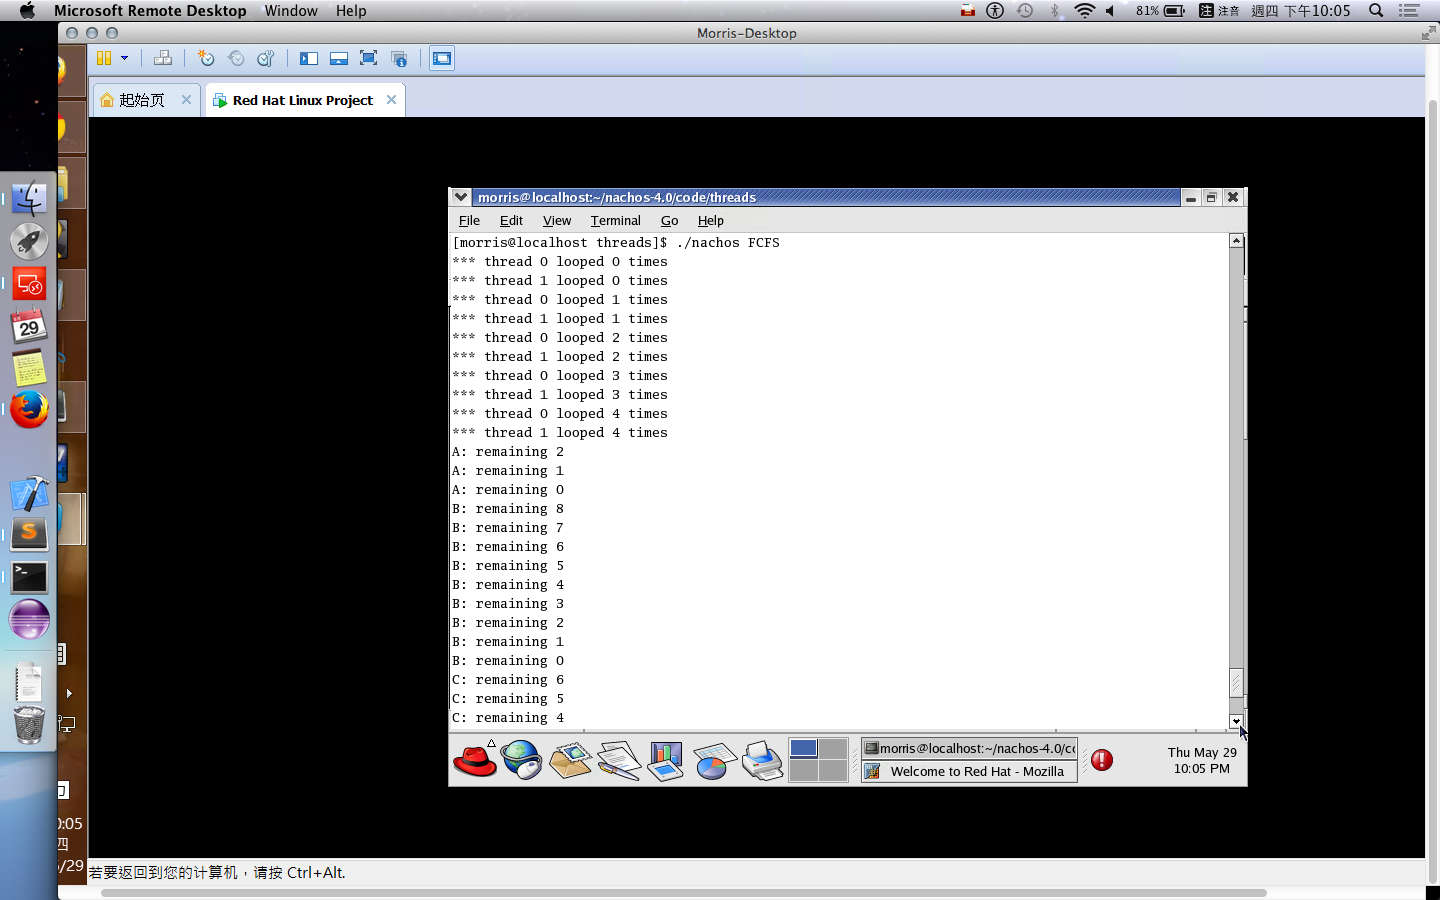 Microsoft Remote Desktop Window Help
81% 注 注音 週四 下午10:05
Morris-Desktop
起始页
Red Hat Linux Project
morris@localhost:~/nachos-4.0/code/threads
File Edit View Terminal Go Help
[morris@localhost threads]$ ./nachos FCFS
*** thread 0 looped 0 times
*** thread 1 looped 0 times
*** thread 0 looped 1 times
*** thread 1 looped 1 times
*** thread 0 looped 2 times
*** thread 1 looped 2 times
*** thread 0 looped 3 times
*** thread 1 looped 3 times
*** thread 0 looped 4 times
*** thread 1 looped 4 times
A: remaining 2
A: remaining 1
A: remaining 0
B: remaining 8
B: remaining 7
B: remaining 6
B: remaining 5
B: remaining 4
B: remaining 3
B: remaining 2
B: remaining 1
B: remaining 0
C: remaining 6
C: remaining 5
C: remaining 4
morris@localhost:~/nachos-4.0/co
Welcome to Red Hat - Mozilla
Thu May 29
10:05 PM
29
0:05
四
/29
若要返回到您的计算机，请按 Ctrl+Alt.